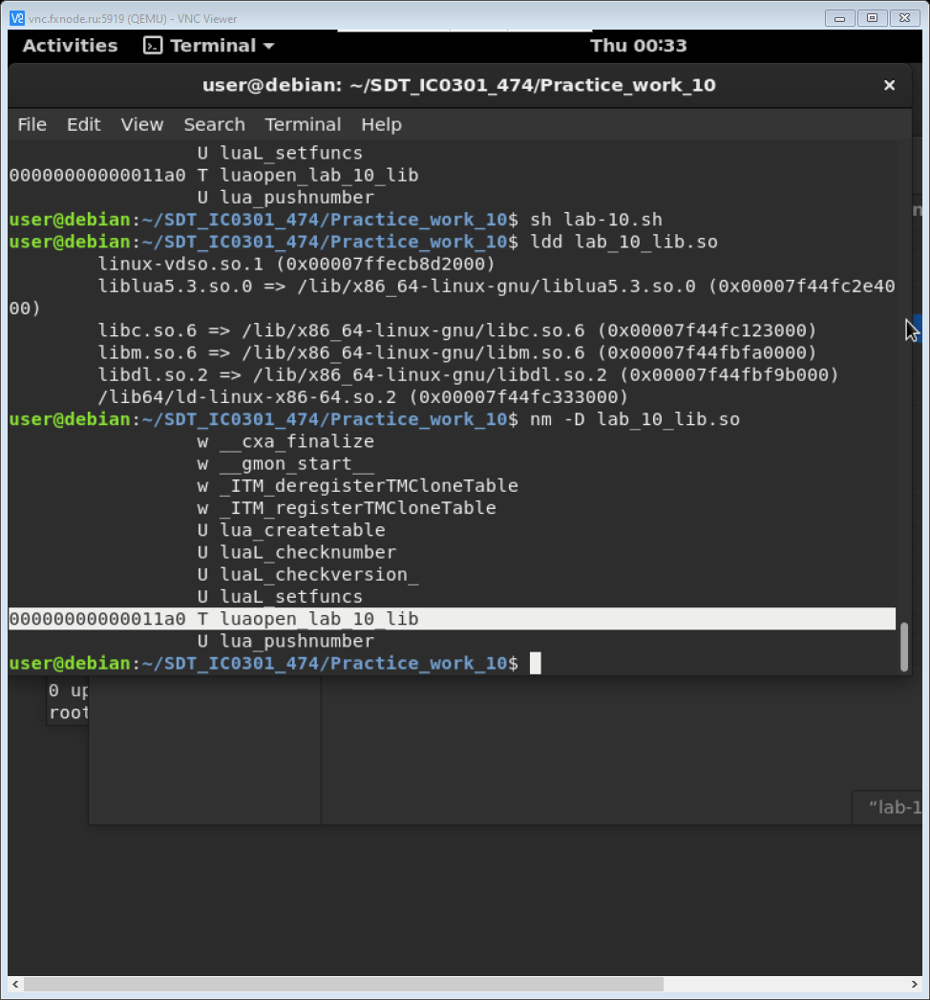 vnc.fxnode.ru:5919 (QEMU) - VNC Viewer
Activities Terminal Thu 00:33
user@debian: ~/SDT_IC0301_474/Practice_work_10
File Edit View Search Terminal Help
U luaL_setfuncs
00000000000011a0 T luaopen_lab_10_lib
U lua_pushnumber
user@debian:~/SDT_IC0301_474/Practice_work_10$ sh lab-10.sh
user@debian:~/SDT_IC0301_474/Practice_work_10$ ldd lab_10_lib.so
linux-vdso.so.1 (0x00007ffecb8d2000)
liblua5.3.so.0 => /lib/x86_64-linux-gnu/liblua5.3.so.0 (0x00007f44fc2e40
00)
libc.so.6 => /lib/x86_64-linux-gnu/libc.so.6 (0x00007f44fc123000)
libm.so.6 => /lib/x86_64-linux-gnu/libm.so.6 (0x00007f44fbfa0000)
libdl.so.2 => /lib/x86_64-linux-gnu/libdl.so.2 (0x00007f44fbf9b000)
/lib64/ld-linux-x86-64.so.2 (0x00007f44fc333000)
user@debian:~/SDT_IC0301_474/Practice_work_10$ nm -D lab_10_lib.so
w __cxa_finalize
w __gmon_start__
w _ITM_deregisterTMCloneTable
w _ITM_registerTMCloneTable
U lua_createtable
U luaL_checknumber
U luaL_checkversion_
U luaL_setfuncs
00000000000011a0 T luaopen_lab_10_lib
U lua_pushnumber
user@debian:~/SDT_IC0301_474/Practice_work_10$
0 up
root
“lab-1